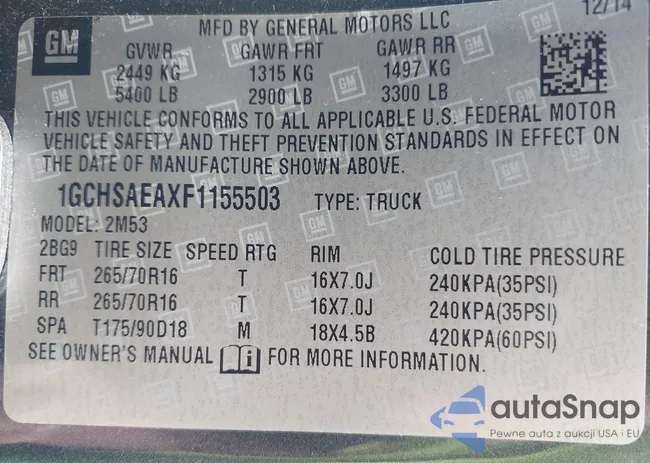 12/14
GM
MFD BY GENERAL MOTORS LLC
GVWR GAWR FRT GAWR RR
2449 KG 1315 KG 1497 KG
5400 LB 2900 LB 3300 LB
THIS VEHICLE CONFORMS TO ALL APPLICABLE U.S. FEDERAL MOTOR
VEHICLE SAFETY AND THEFT PREVENTION STANDARDS IN EFFECT ON
THE DATE OF MANUFACTURE SHOWN ABOVE.
1GCHSAEAXF1155503 TYPE: TRUCK
MODEL: 2M53
2BG9 TIRE SIZE SPEED RTG RIM COLD TIRE PRESSURE
FRT 265/70R16 T 16X7.0J 240KPA(35PSI)
RR 265/70R16 T 16X7.0J 240KPA(35PSI)
SPA T175/90D18 M 18X4.5B 420KPA(60PSI)
SEE OWNER'S MANUAL i FOR MORE INFORMATION.
autaSnap
Pewne auta z aukcji USA i EU